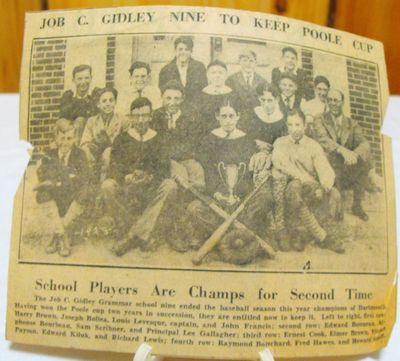 JOB C. GIDLEY NINE TO KEEP POOLE CUP
School Players Are Champs for Second Time
The Job C. Gidley Grammar school nine ended the baseball season this year champions of Dartmouth.
Having won the Poole cup two years in succession, they are entitled now to keep it. Left to right, first row:
Harry Brown, Joseph Louis Levesque, captain, and John Francis; second row: Edward
phonse Bourbeau, Sam Scribner, and Principal Lee Gallagher; third row: Ernest Cook, Elmer Brown,
Payson, Edward and Richard Lewis; fourth row: Raymond Fred Hawes, and Howard